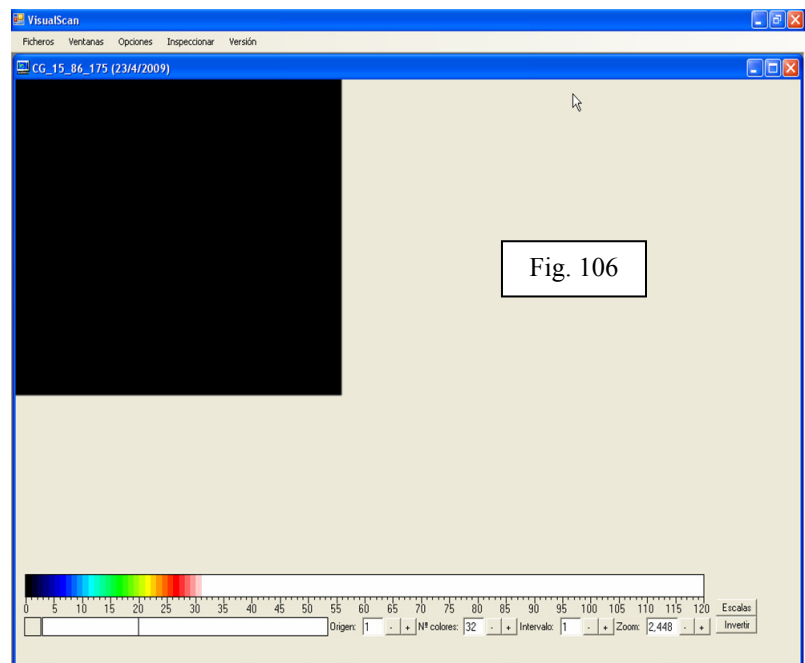 VisualScan
Ficheros Ventanas Opciones Inspeccionar Versión
CG_15_86_175 (23/4/2009)
Fig. 106
0 5 10 15 20 25 30 35 40 45 50 55 60 65 70 75 80 85 90 95 100 105 110 115 120 Escalas
Origen: 1 - + Nª colores: 32 - + Intervalo: 1 - + Zoom: 2,448 - + Invertir